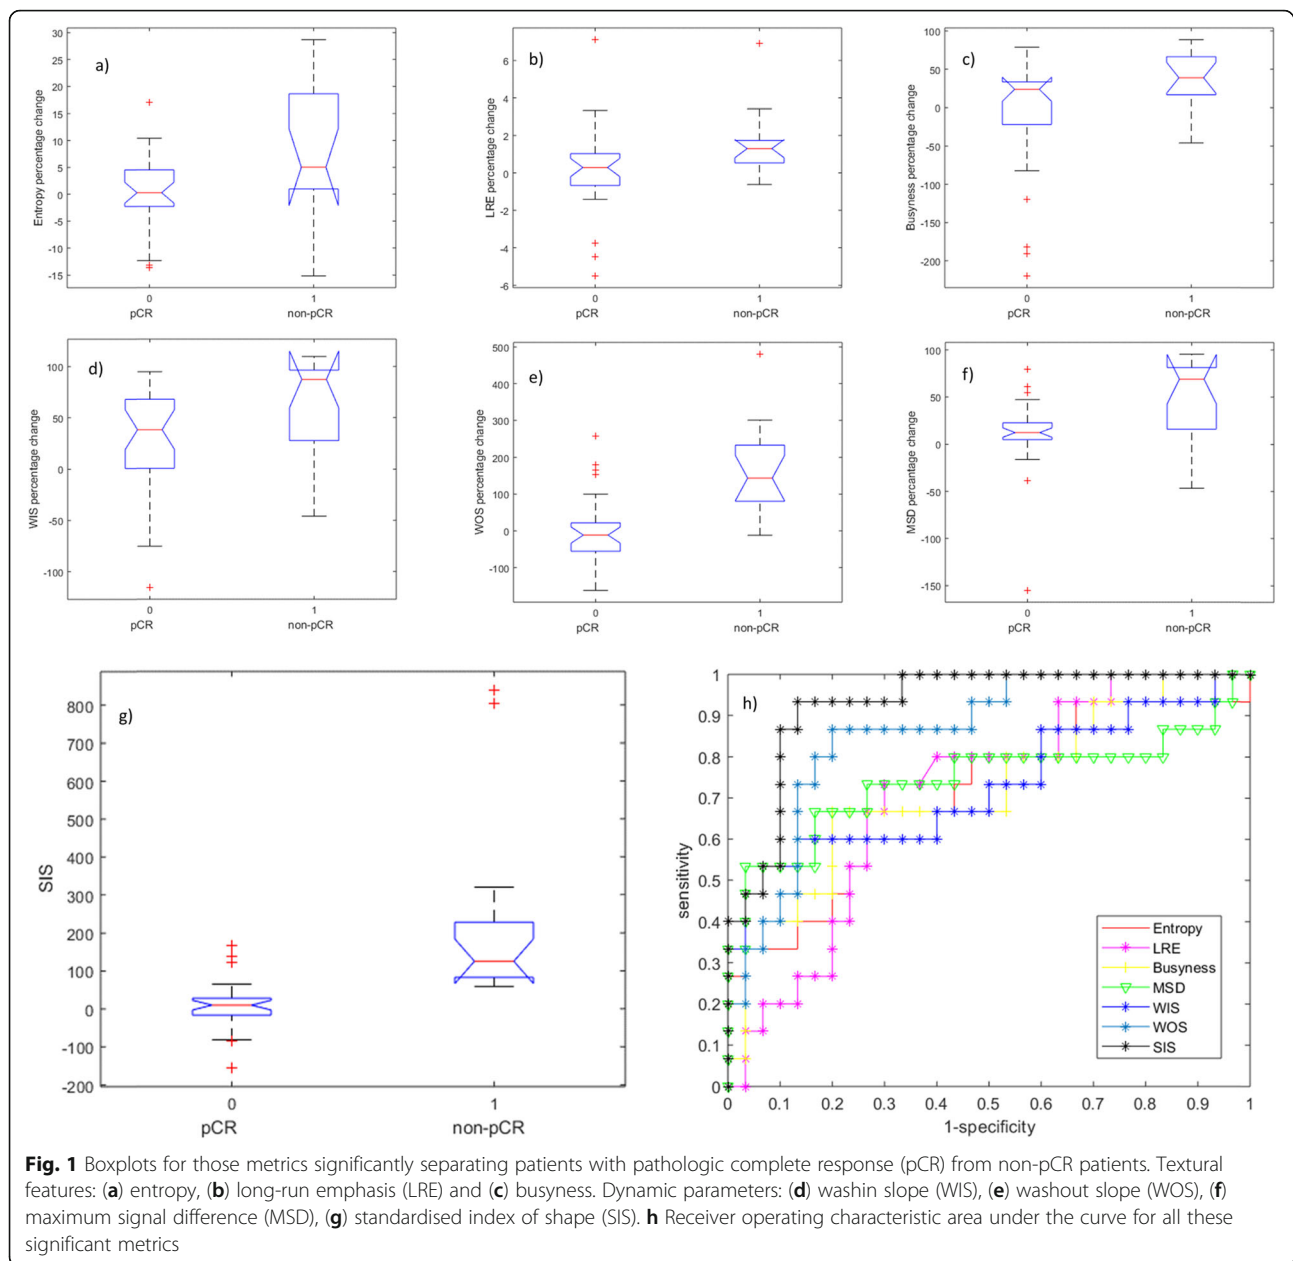 a)
Entropy percentage change
30
25
20
15
10
5
0
-5
-10
-15
0 1
pCR non-pCR
b)
LRE percentage change
6
4
2
0
-2
-4
-6
0 1
pCR non-pCR
c)
Busyness percentage change
100
50
0
-50
-100
-150
-200
0 1
pCR non-pCR
d)
WIS percentage change
100
50
0
-50
-100
0 1
pCR non-pCR
e)
WOS percentage change
500
400
300
200
100
0
-100
0 1
pCR non-pCR
f)
MSD percantage change
100
50
0
-50
-100
-150
0 1
pCR non-pCR
g)
SIS
800
700
600
500
400
300
200
100
0
-100
-200
0 1
pCR non-pCR
h)
sensitivity
1
0.9
0.8
0.7
0.6
0.5
0.4
0.3
0.2
0.1
0
0 0.1 0.2 0.3 0.4 0.5 0.6 0.7 0.8 0.9 1
1-specificity
Entropy
LRE
Busyness
MSD
WIS
WOS
SIS
Fig. 1 Boxplots for those metrics significantly separating patients with pathologic complete response (pCR) from non-pCR patients. Textural
features: (a) entropy, (b) long-run emphasis (LRE) and (c) busyness. Dynamic parameters: (d) washin slope (WIS), (e) washout slope (WOS), (f)
maximum signal difference (MSD), (g) standardised index of shape (SIS). h Receiver operating characteristic area under the curve for all these
significant metrics